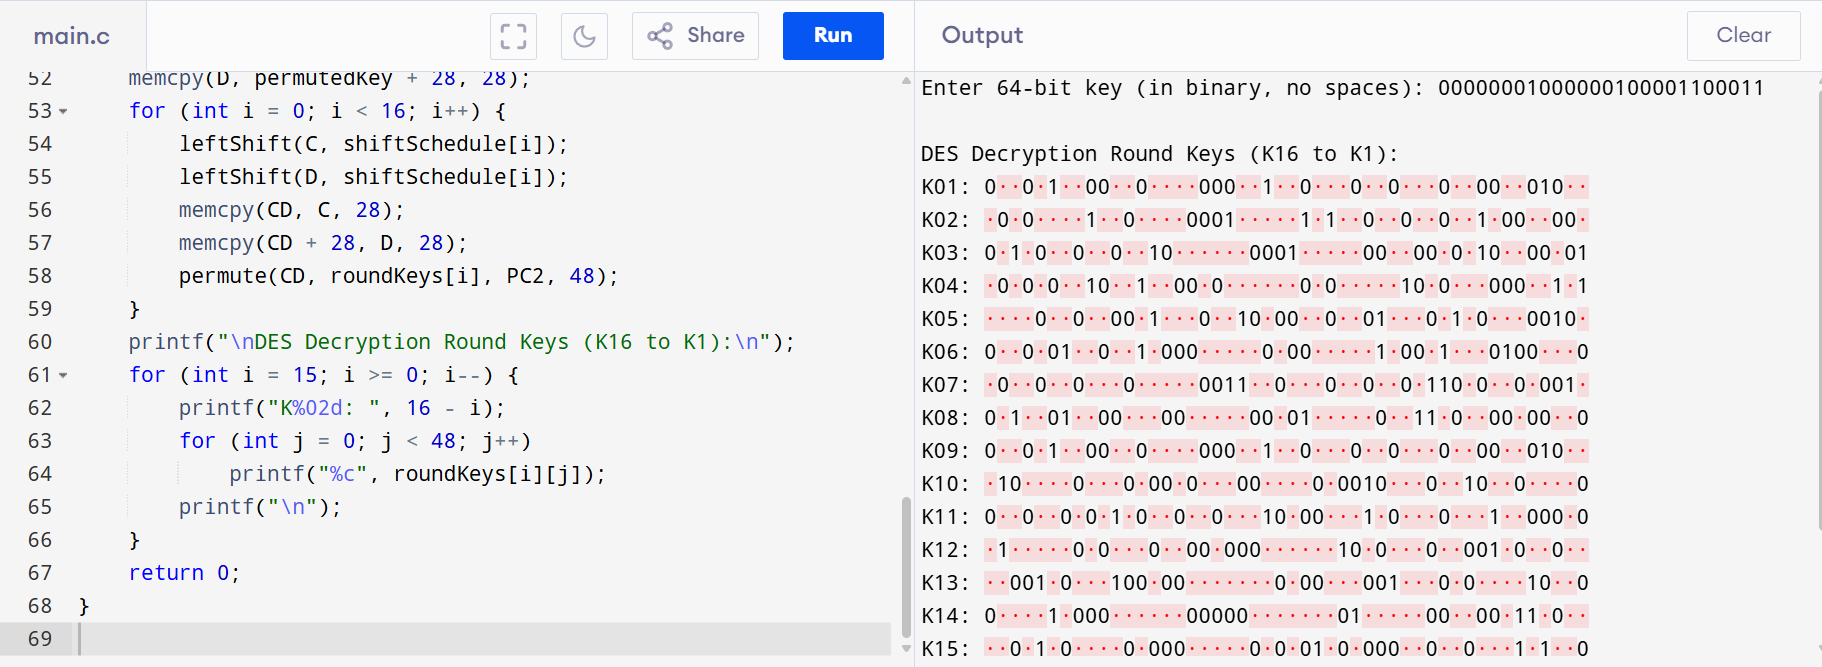 main.c
Share
Run
Output
Clear
52 memcpy(D, permutedKey + 28, 28);
53 for (int i = 0; i < 16; i++) {
54 leftShift(C, shiftSchedule[i]);
55 leftShift(D, shiftSchedule[i]);
56 memcpy(CD, C, 28);
57 memcpy(CD + 28, D, 28);
58 permute(CD, roundKeys[i], PC2, 48);
59 }
60 printf("\nDES Decryption Round Keys (K16 to K1):\n");
61 for (int i = 15; i >= 0; i--) {
62 printf("K%02d: ", 16 - i);
63 for (int j = 0; j < 48; j++)
64 printf("%c", roundKeys[i][j]);
65 printf("\n");
66 }
67 return 0;
68 }
69
Enter 64-bit key (in binary, no spaces): 00000001000000100001100011
DES Decryption Round Keys (K16 to K1):
K01: 0··0·1··00··0····000··1··0···0··0···0··00··010··
K02: ·0·0····1··0····0001·····1·1··0··0··0··1·00··00·
K03: 0·1·0··0··0··10······0001·····00··00·0·10··00·01
K04: ·0·0·0··10··1··00·0······0·0·····10·0···000··1·1
K05: ····0··0··00·1···0··10·00··0··01···0·1·0···0010·
K06: 0··0·01··0··1·000·····0·00·····1·00·1···0100···0
K07: ·0··0··0···0·····0011··0···0··0··0·110·0··0·001·
K08: 0·1··01··00···00·····00·01·····0··11·0··00·00··0
K09: 0··0·1··00··0····000··1··0···0··0···0··00··010··
K10: ·10····0···0·00·0···00····0·0010···0··10··0····0
K11: 0··0··0·0·1·0··0··0···10·00···1·0···0···1··000·0
K12: ·1·····0·0···0··00·000······10·0···0··001·0··0··
K13: ··001·0···100·00·······0·00···001···0·0····10··0
K14: 0····1·000······00000·······01·····00··00·11·0··
K15: ··0·1·0····0·000·····0·0·01·0·000··0··0···1·1··0